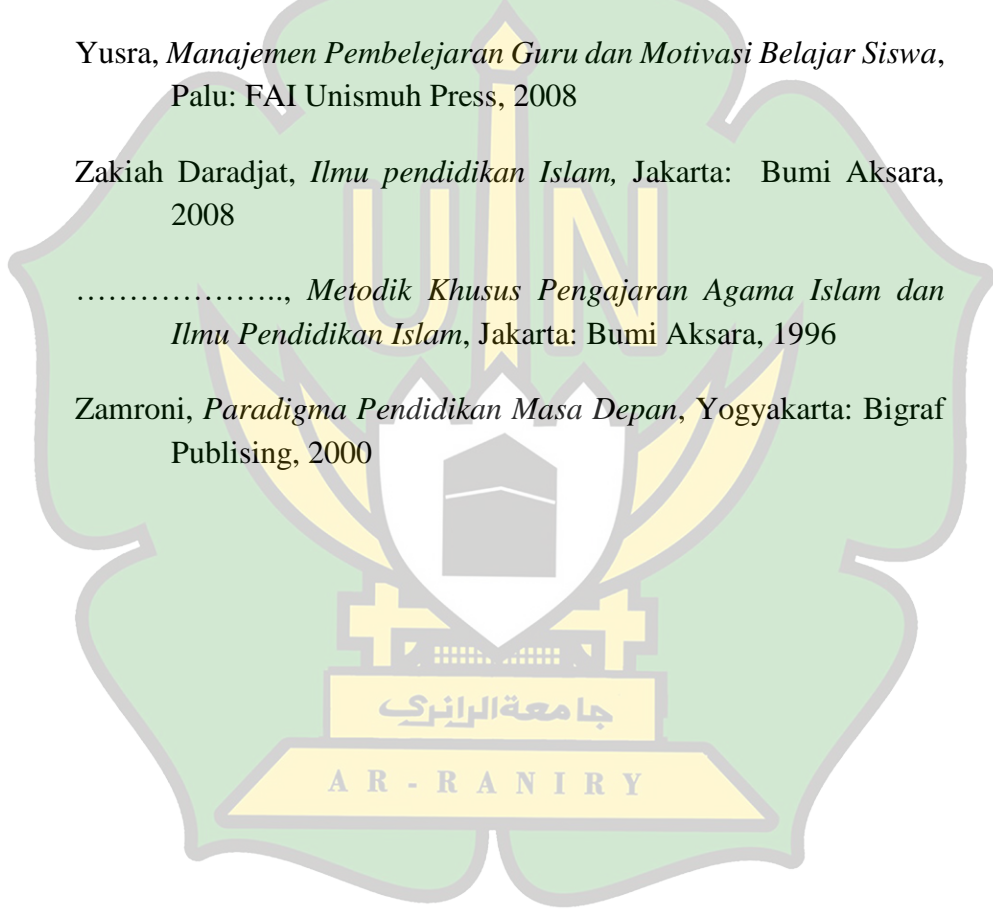 Yusra, Manajemen Pembelejaran Guru dan Motivasi Belajar Siswa,
Palu: FAI Unismuh Press, 2008
Zakiah Daradjat, Ilmu pendidikan Islam, Jakarta: Bumi Aksara,
2008
……………….., Metodik Khusus Pengajaran Agama Islam dan
Ilmu Pendidikan Islam, Jakarta: Bumi Aksara, 1996
Zamroni, Paradigma Pendidikan Masa Depan, Yogyakarta: Bigraf
Publising, 2000
UIN
جامعةالرانري
AR-RANIRY